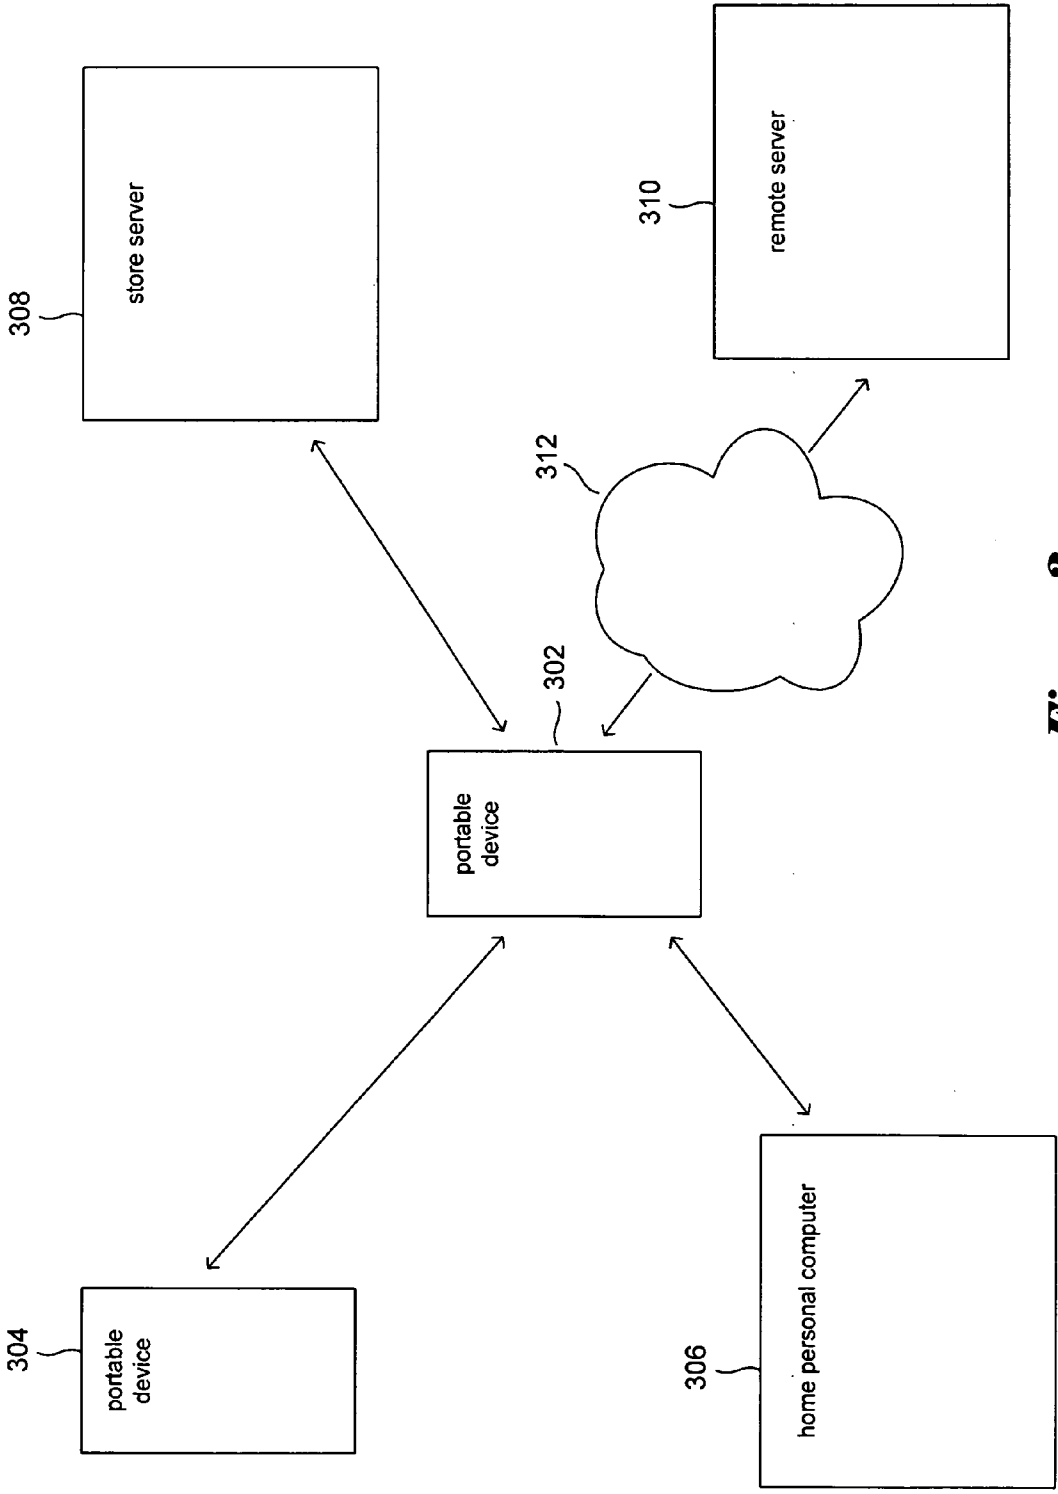 304
portable
device
308
store server
302
portable
device
312
310
remote server
306
home personal computer